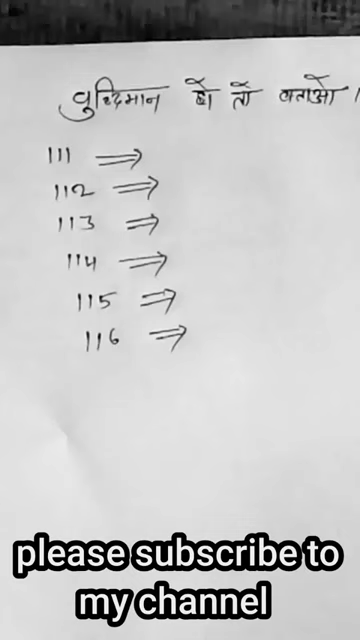 बुद्धिमान हो तो बताओ ।
111 ⇒
112 ⇒
113 ⇒
114 ⇒
115 ⇒
116 ⇒
please subscribe to
my channel